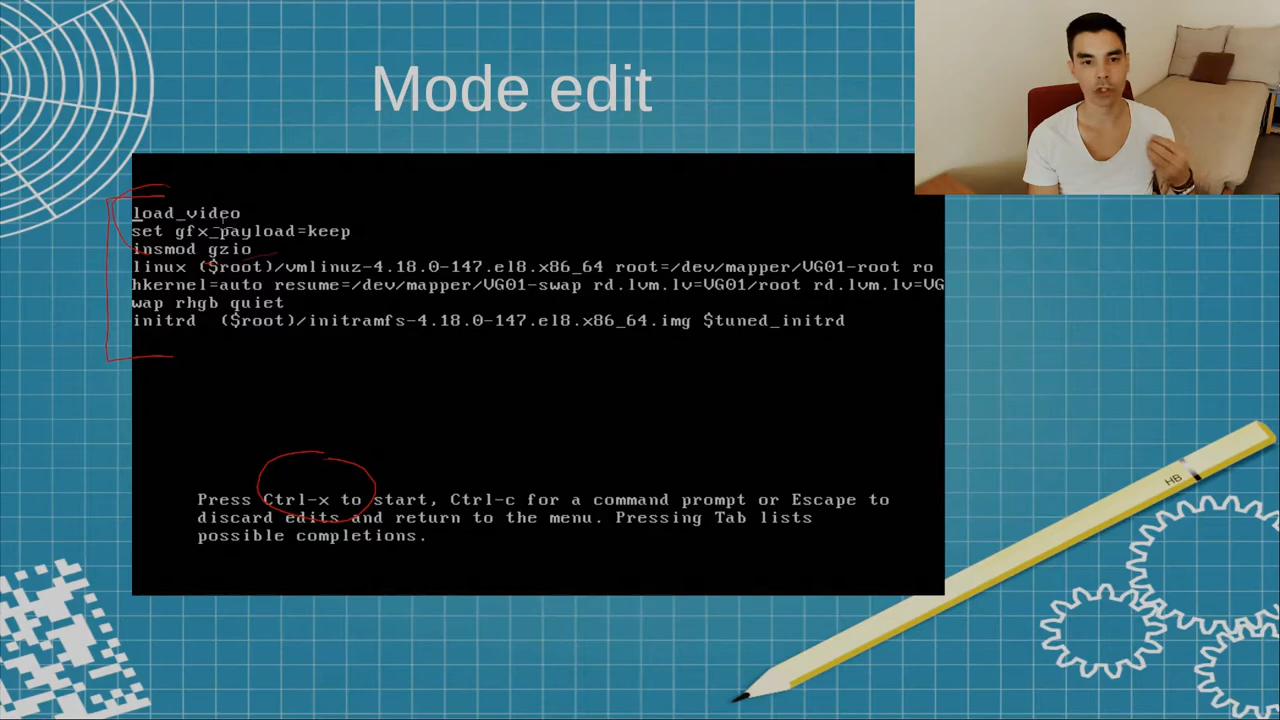 Mode edit
load_video
set gfx_payload=keep
insmod gzio
linux ($root)/vmlinuz-4.18.0-147.el8.x86_64 root=/dev/mapper/VG01-root ro
hkernel=auto resume=/dev/mapper/VG01-swap rd.lvm.lv=VG01/root rd.lvm.lv=VG
wap rhgb quiet
initrd  ($root)/initramfs-4.18.0-147.el8.x86_64.img $tuned_initrd
Press Ctrl-x to start, Ctrl-c for a command prompt or Escape to
discard edits and return to the menu. Pressing Tab lists
possible completions.
HB